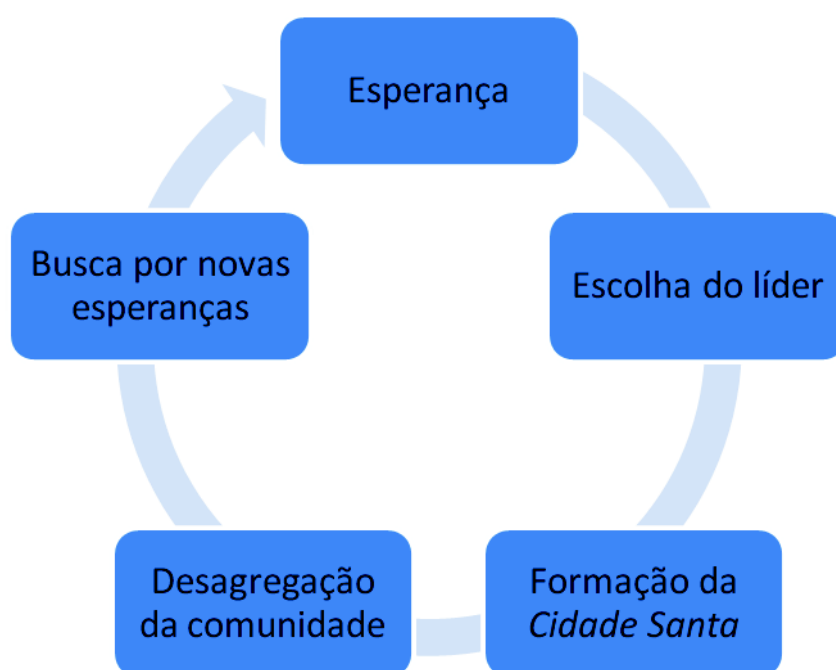 Esperança
Escolha do líder
Formação da
Cidade Santa
Desagregação
da comunidade
Busca por novas
esperanças